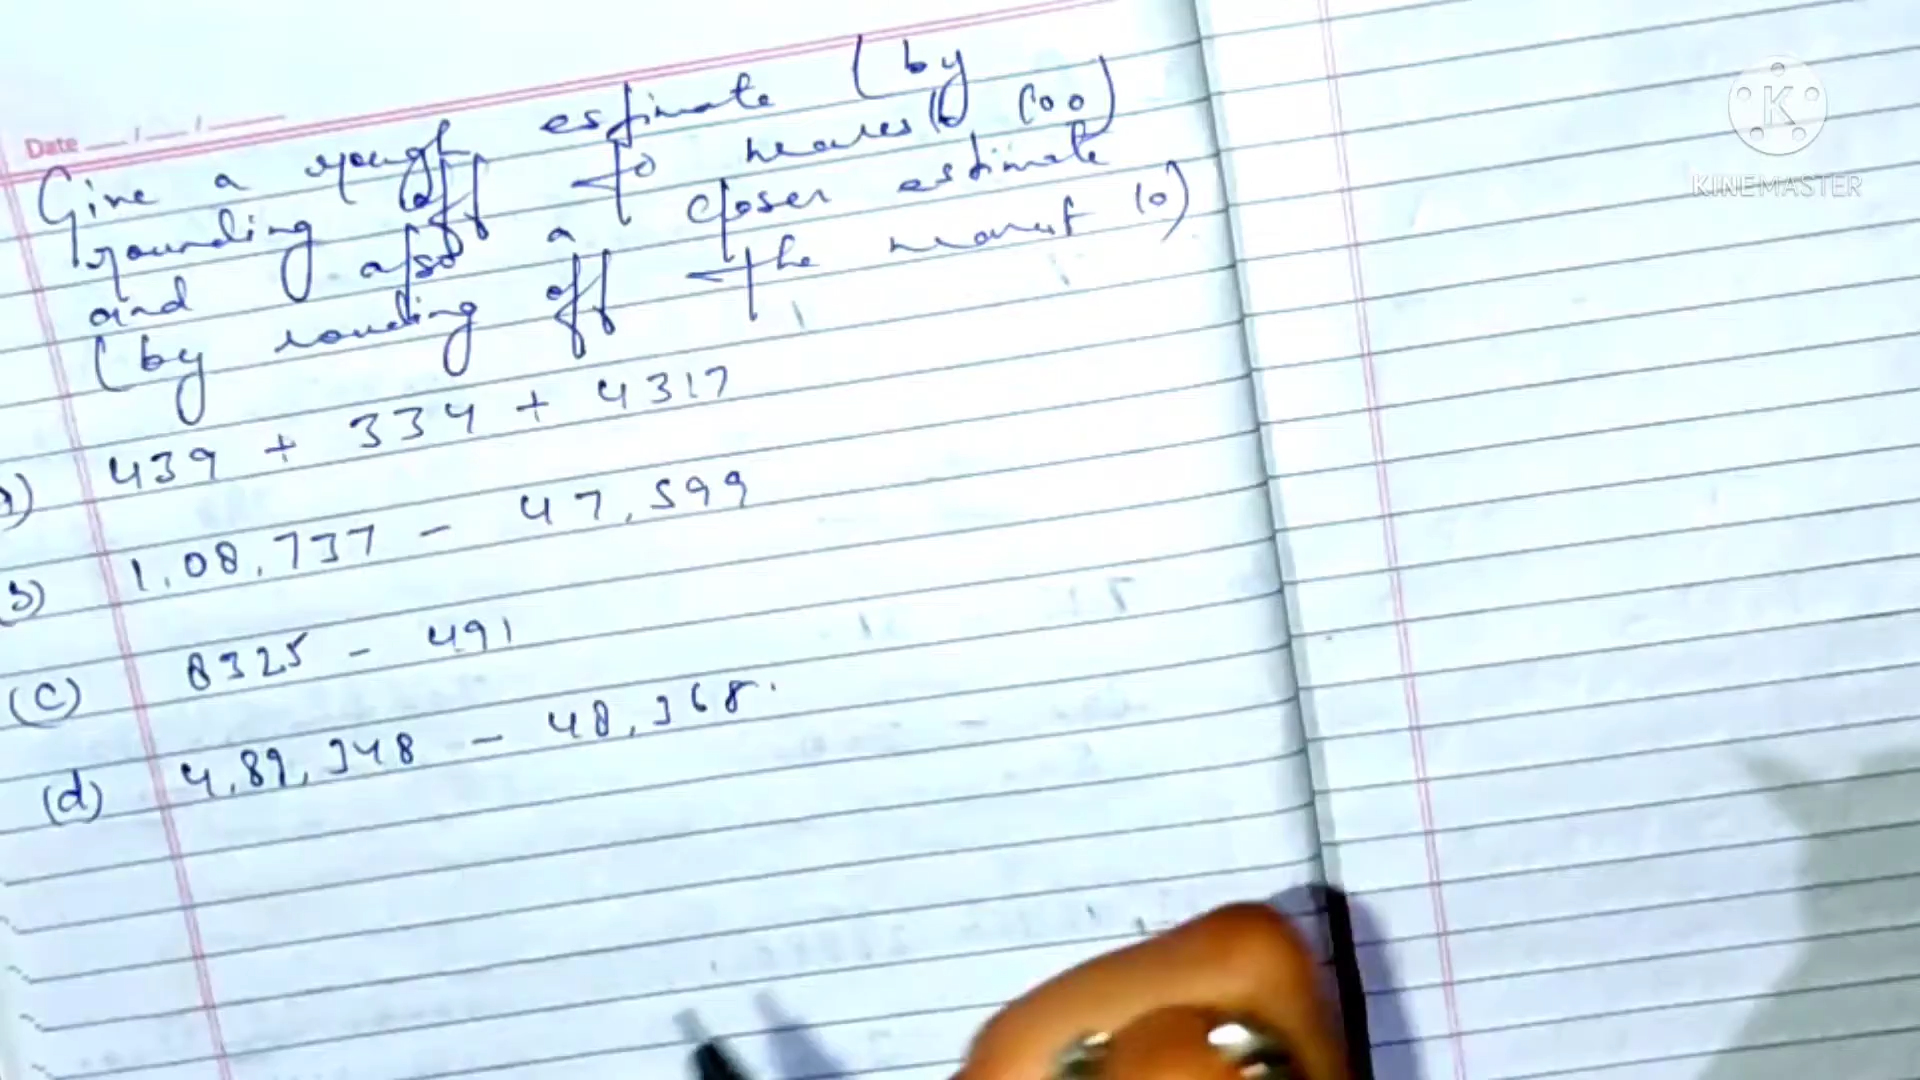 Date
Give a rough estimate (by
rounding off to nearest 100)
and also a closer estimate
(by rounding off the nearest 10)
439 + 334 + 4317
1,08,737 - 47,599
(c) 8325 - 491
(d) 4,89,348 - 48,368.
K
KINEMASTER